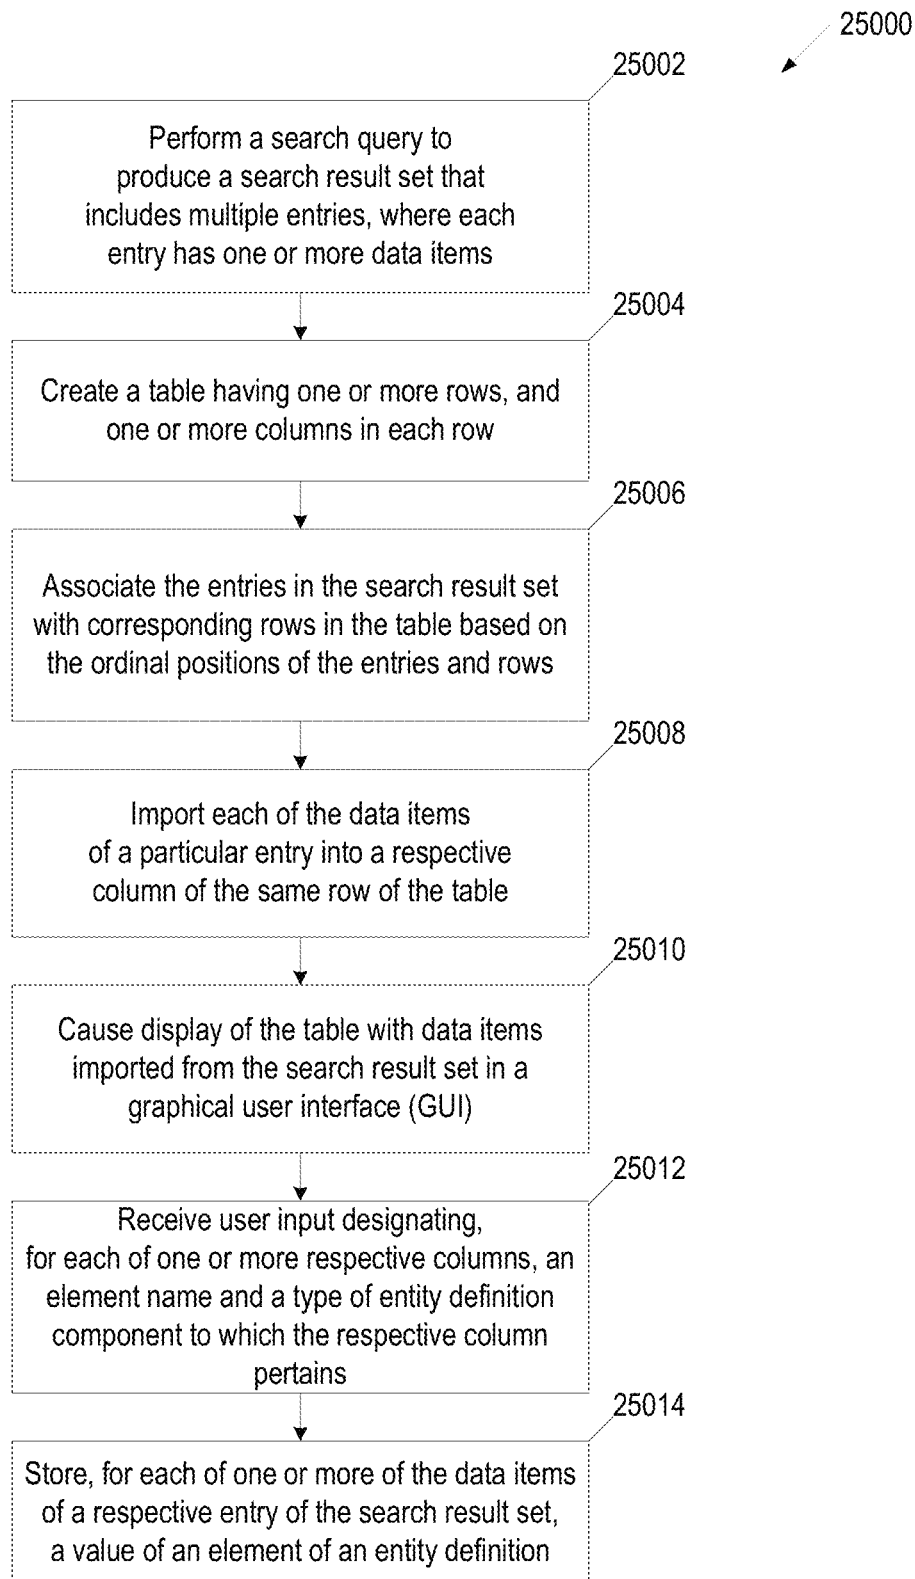 25000
25002
Perform a search query to
produce a search result set that
includes multiple entries, where each
entry has one or more data items
25004
Create a table having one or more rows, and
one or more columns in each row
25006
Associate the entries in the search result set
with corresponding rows in the table based on
the ordinal positions of the entries and rows
25008
Import each of the data items
of a particular entry into a respective
column of the same row of the table
25010
Cause display of the table with data items
imported from the search result set in a
graphical user interface (GUI)
25012
Receive user input designating,
for each of one or more respective columns, an
element name and a type of entity definition
component to which the respective column
pertains
25014
Store, for each of one or more of the data items
of a respective entry of the search result set,
a value of an element of an entity definition